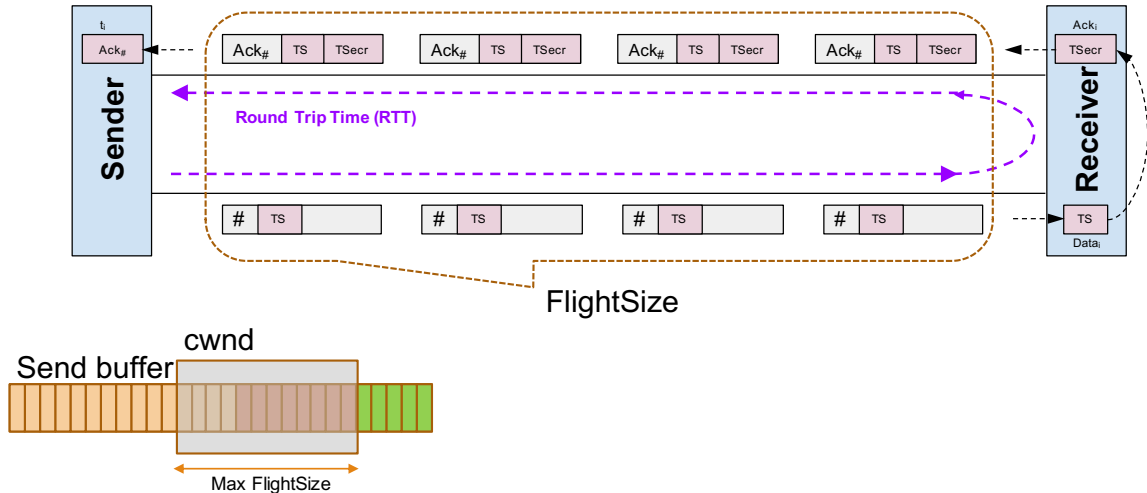 tᵢ
Ack#
Sender
Ack# TS TSecr
Ack# TS TSecr
Ack# TS TSecr
Ack# TS TSecr
Ackᵢ
TSecr
Receiver
Round Trip Time (RTT)
# TS
# TS
# TS
# TS
TS
Dataᵢ
FlightSize
cwnd
Send buffer
Max FlightSize